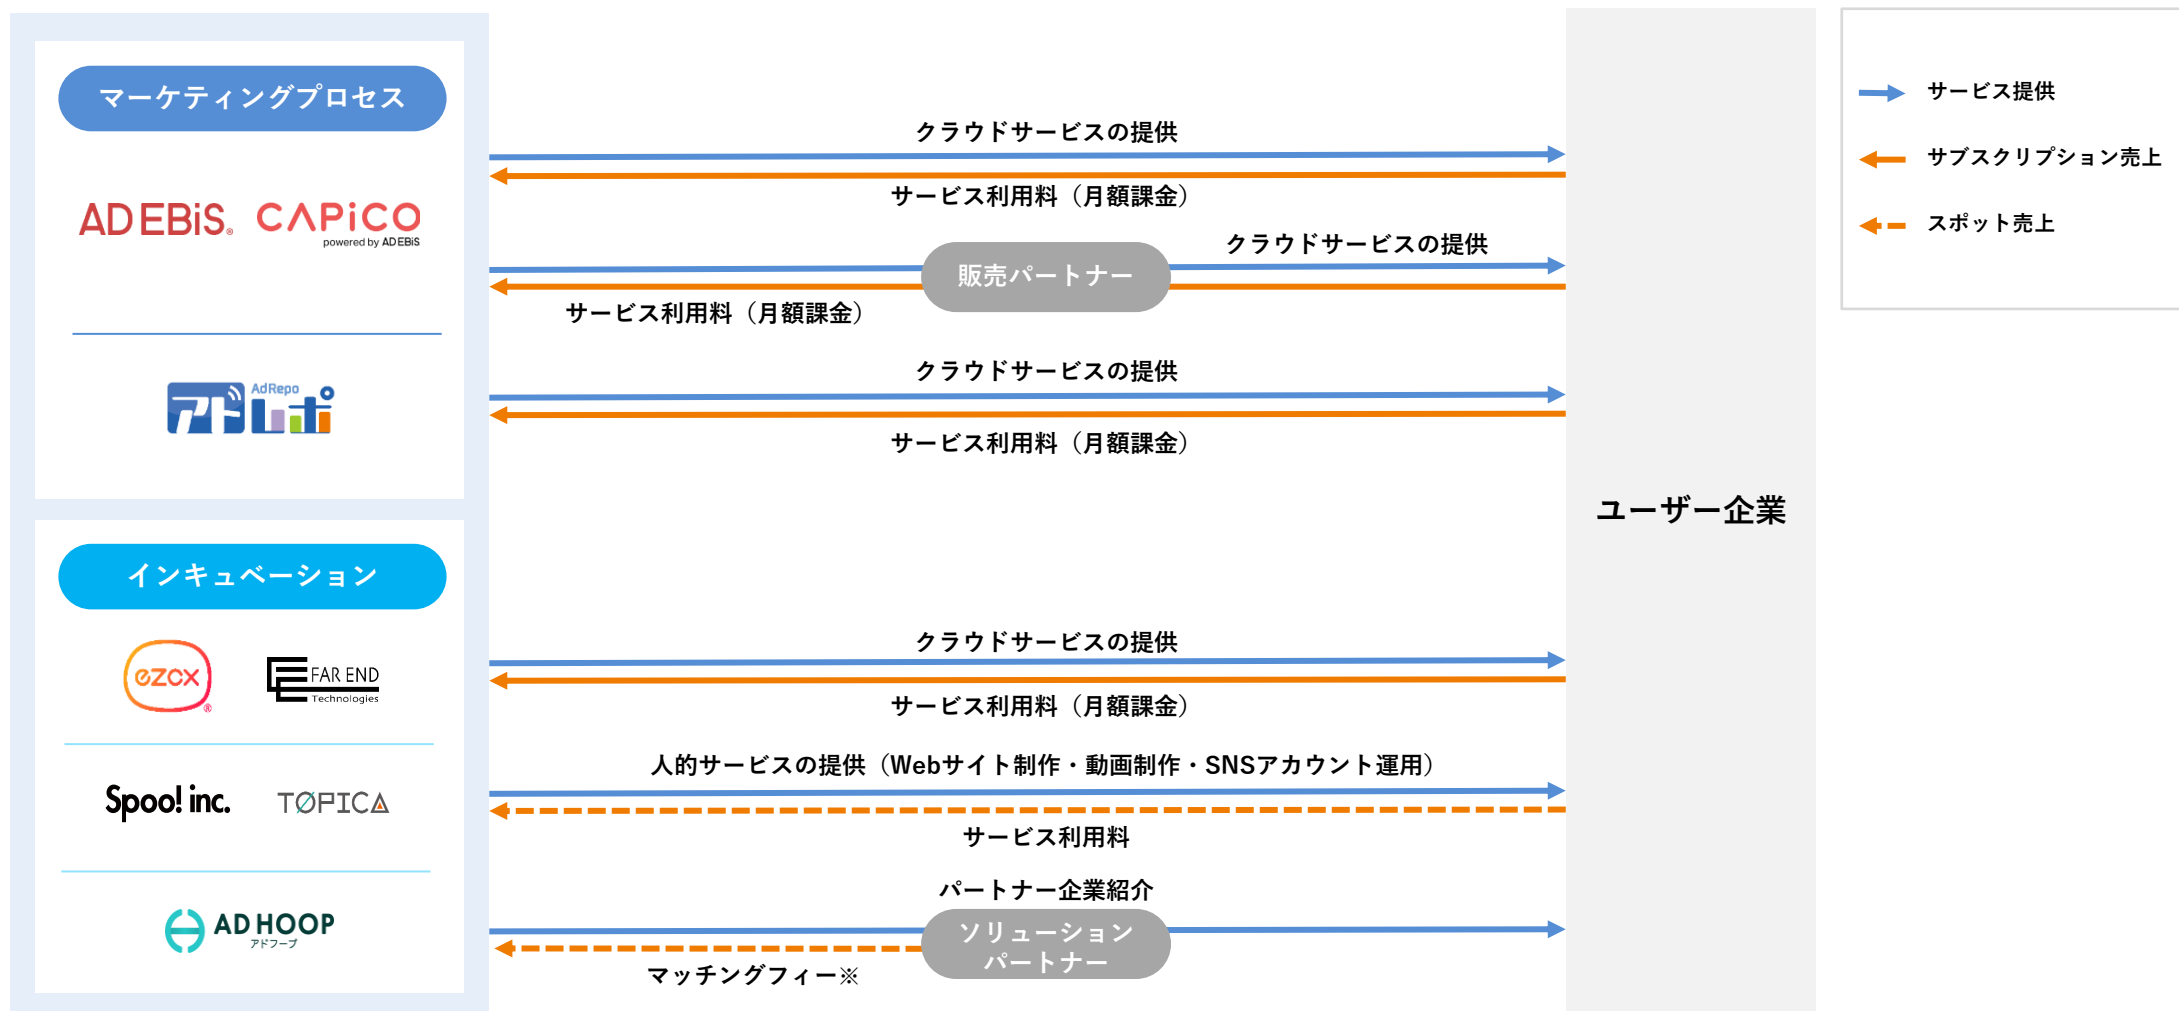 マーケティングプロセス
AD EBiS®
CAPiCO
powered by AD EBiS
AdRepo
アドレポ
インキュベーション
ezcx®
FAR END
Technologies
Spoo! inc.
TOPICA
AD HOOP
アドフープ
クラウドサービスの提供
サービス利用料（月額課金）
クラウドサービスの提供
販売パートナー
サービス利用料（月額課金）
クラウドサービスの提供
サービス利用料（月額課金）
クラウドサービスの提供
サービス利用料（月額課金）
人的サービスの提供（Webサイト制作・動画制作・SNSアカウント運用）
サービス利用料
パートナー企業紹介
ソリューション
パートナー
マッチングフィー※
ユーザー企業
サービス提供
サブスクリプション売上
スポット売上